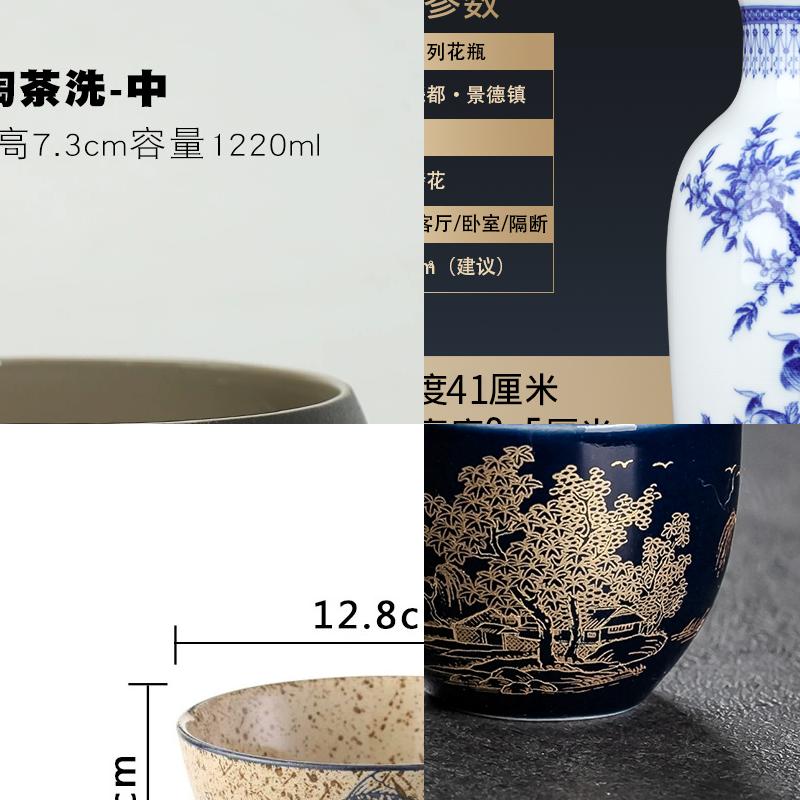 陶茶洗-中
高7.3cm容量1220ml
参数
列花瓶
都·景德镇
花
客厅/卧室/隔断
(建议)
度41厘米
12.8c
cm